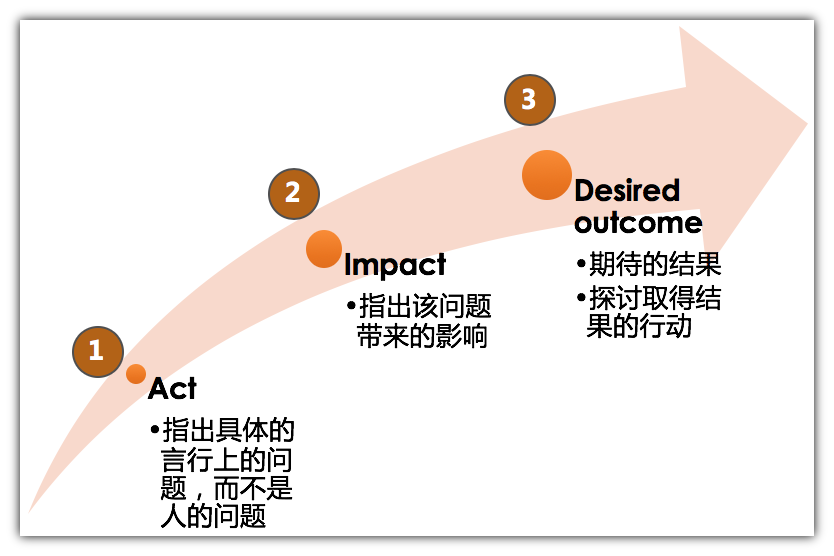 1
Act
•指出具体的
言行上的问
题，而不是
人的问题
2
Impact
•指出该问题
带来的影响
3
Desired
outcome
•期待的结果
•探讨取得结
果的行动